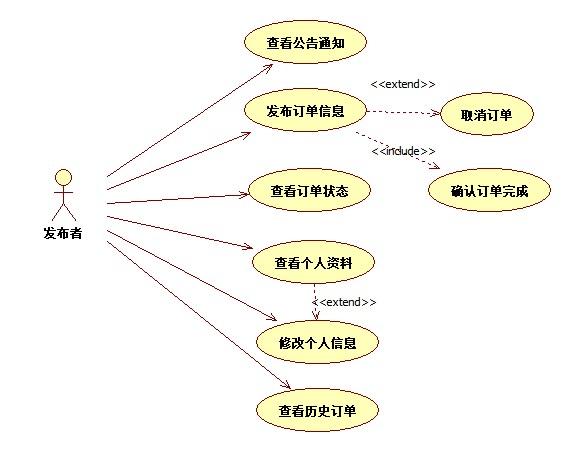 查看公告通知
<<extend>>
发布订单信息
取消订单
<<include>>
查看订单状态
确认订单完成
发布者
查看个人资料
<<extend>>
修改个人信息
查看历史订单